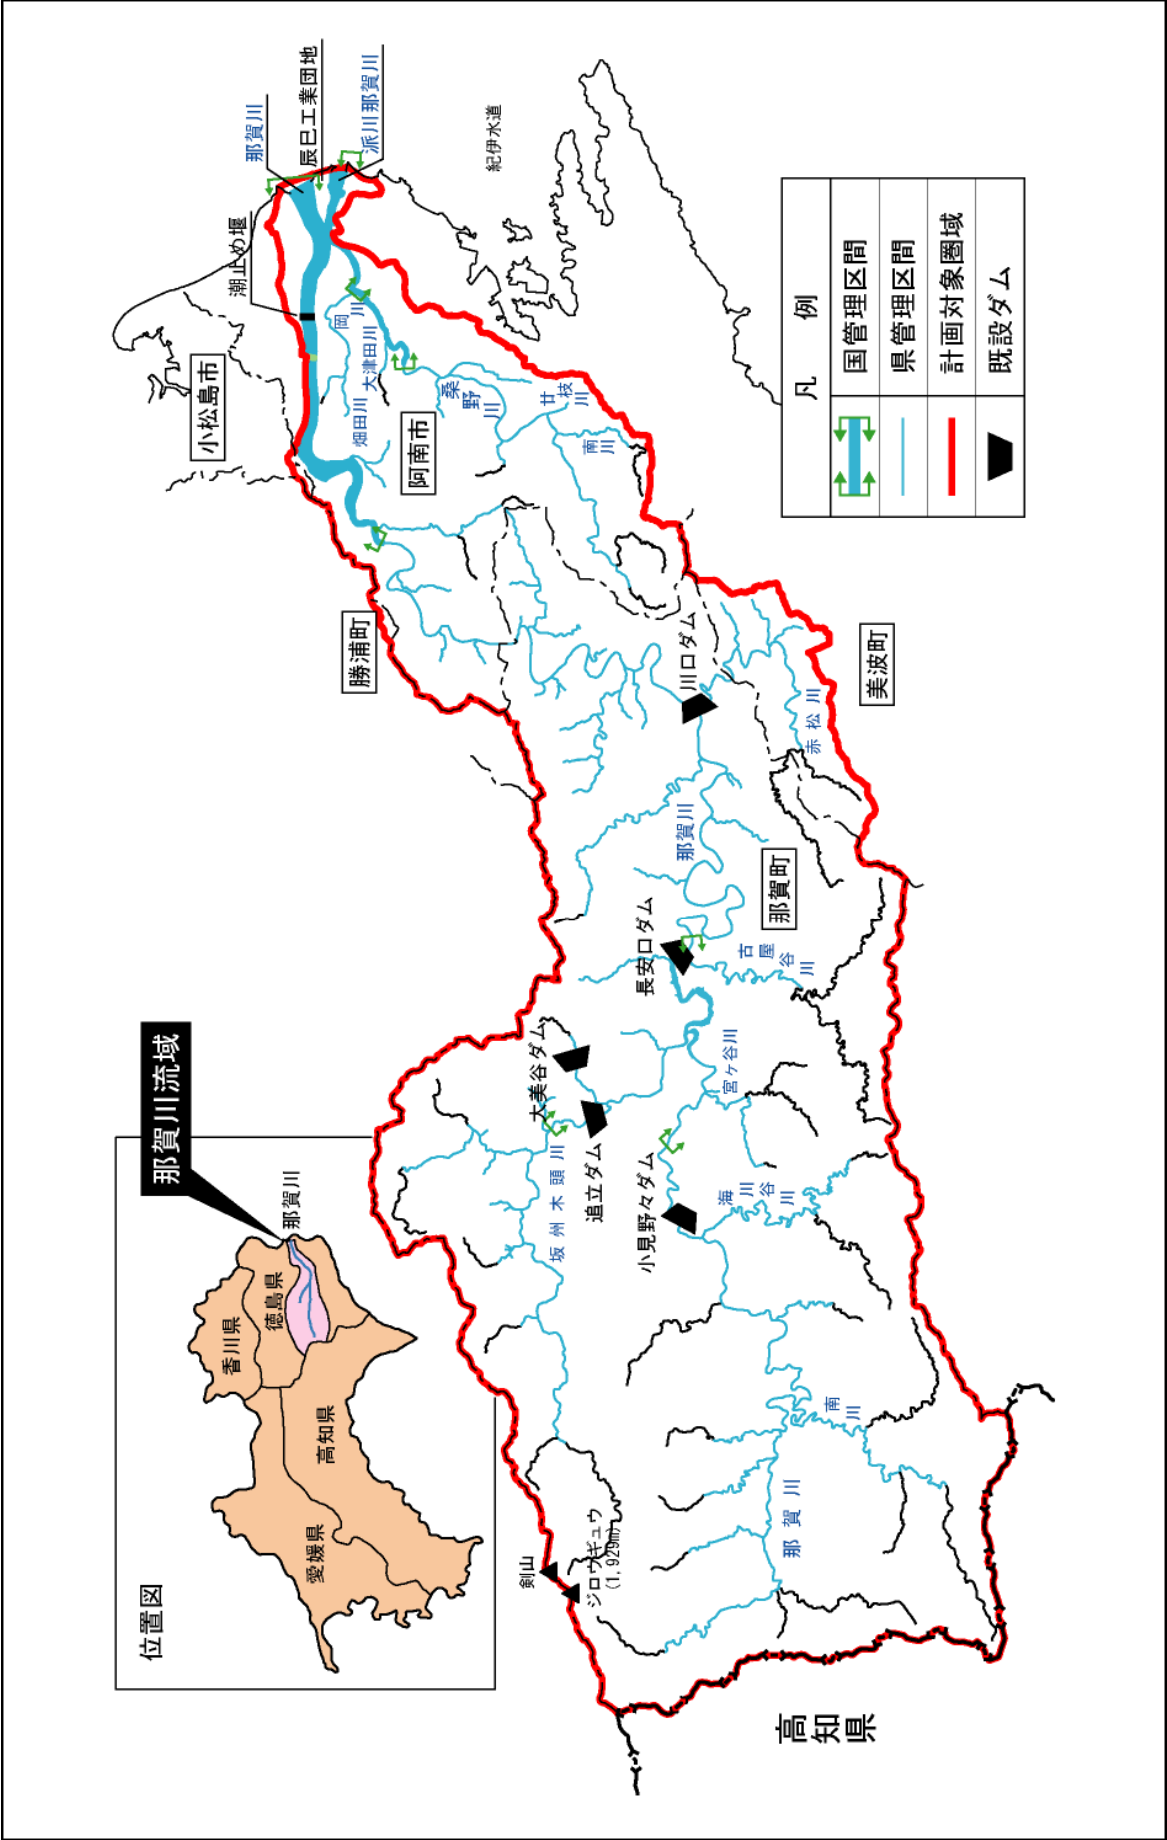 位置図
那賀川流域
香川県
徳島県
愛媛県
高知県
那賀川
那賀川
辰巳工業団地
派川那賀川
潮止め堰
紀伊水道
小松島市
岡川
大津田川
畑田川
阿南市
桑野川
廿枝川
南川
勝浦町
川口ダム
美波町
赤松川
那賀川
那賀町
長安口ダム
古屋谷川
大美谷ダム
宮ヶ谷川
追立ダム
坂州木頭川
小見野々ダム
海川谷川
南川
那賀川
剣山
ジロウギュウ
(1,929m)
高知県
凡 例
国管理区間
県管理区間
計画対象圏域
既設ダム